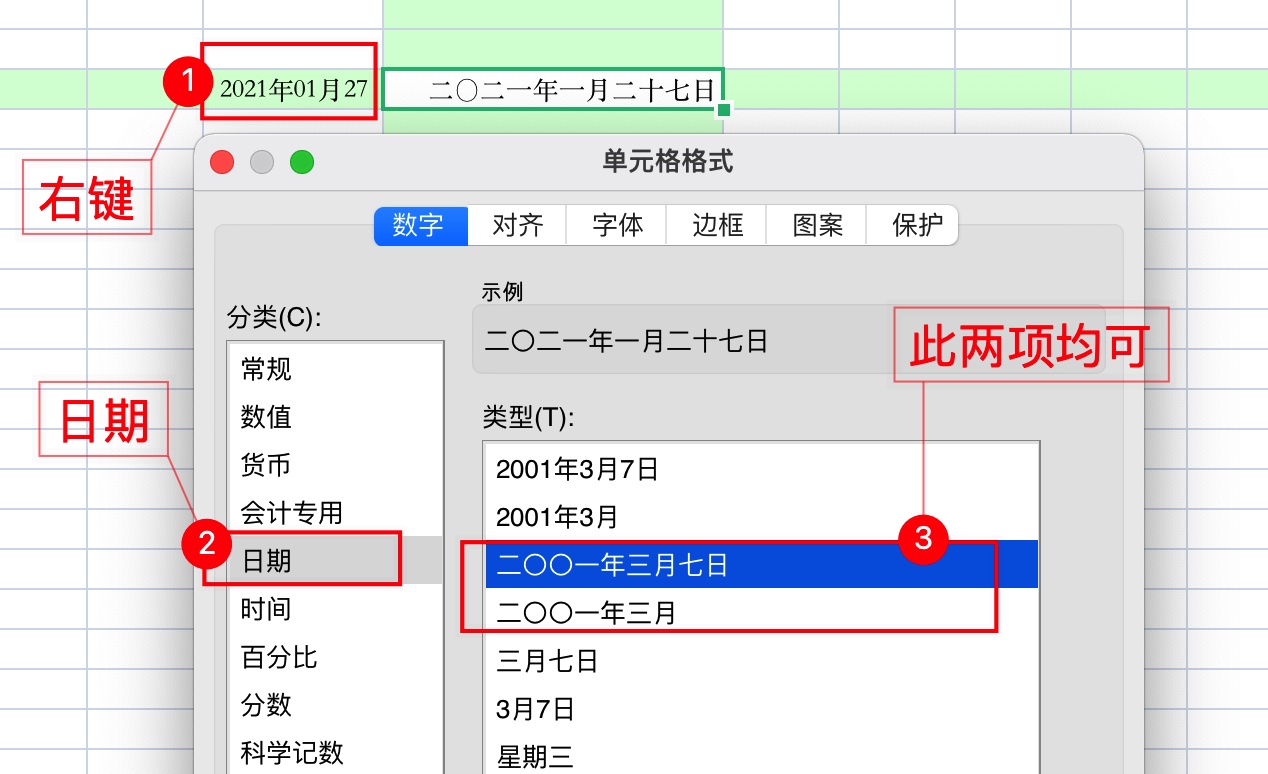 1
2021年01月27
二〇二一年一月二十七日
右键
单元格格式
数字
对齐
字体
边框
图案
保护
示例
二〇二一年一月二十七日
此两项均可
分类(C):
常规
数值
货币
会计专用
日期
时间
百分比
分数
科学记数
日期
2
类型(T):
2001年3月7日
2001年3月
3
二〇〇一年三月七日
二〇〇一年三月
三月七日
3月7日
星期三